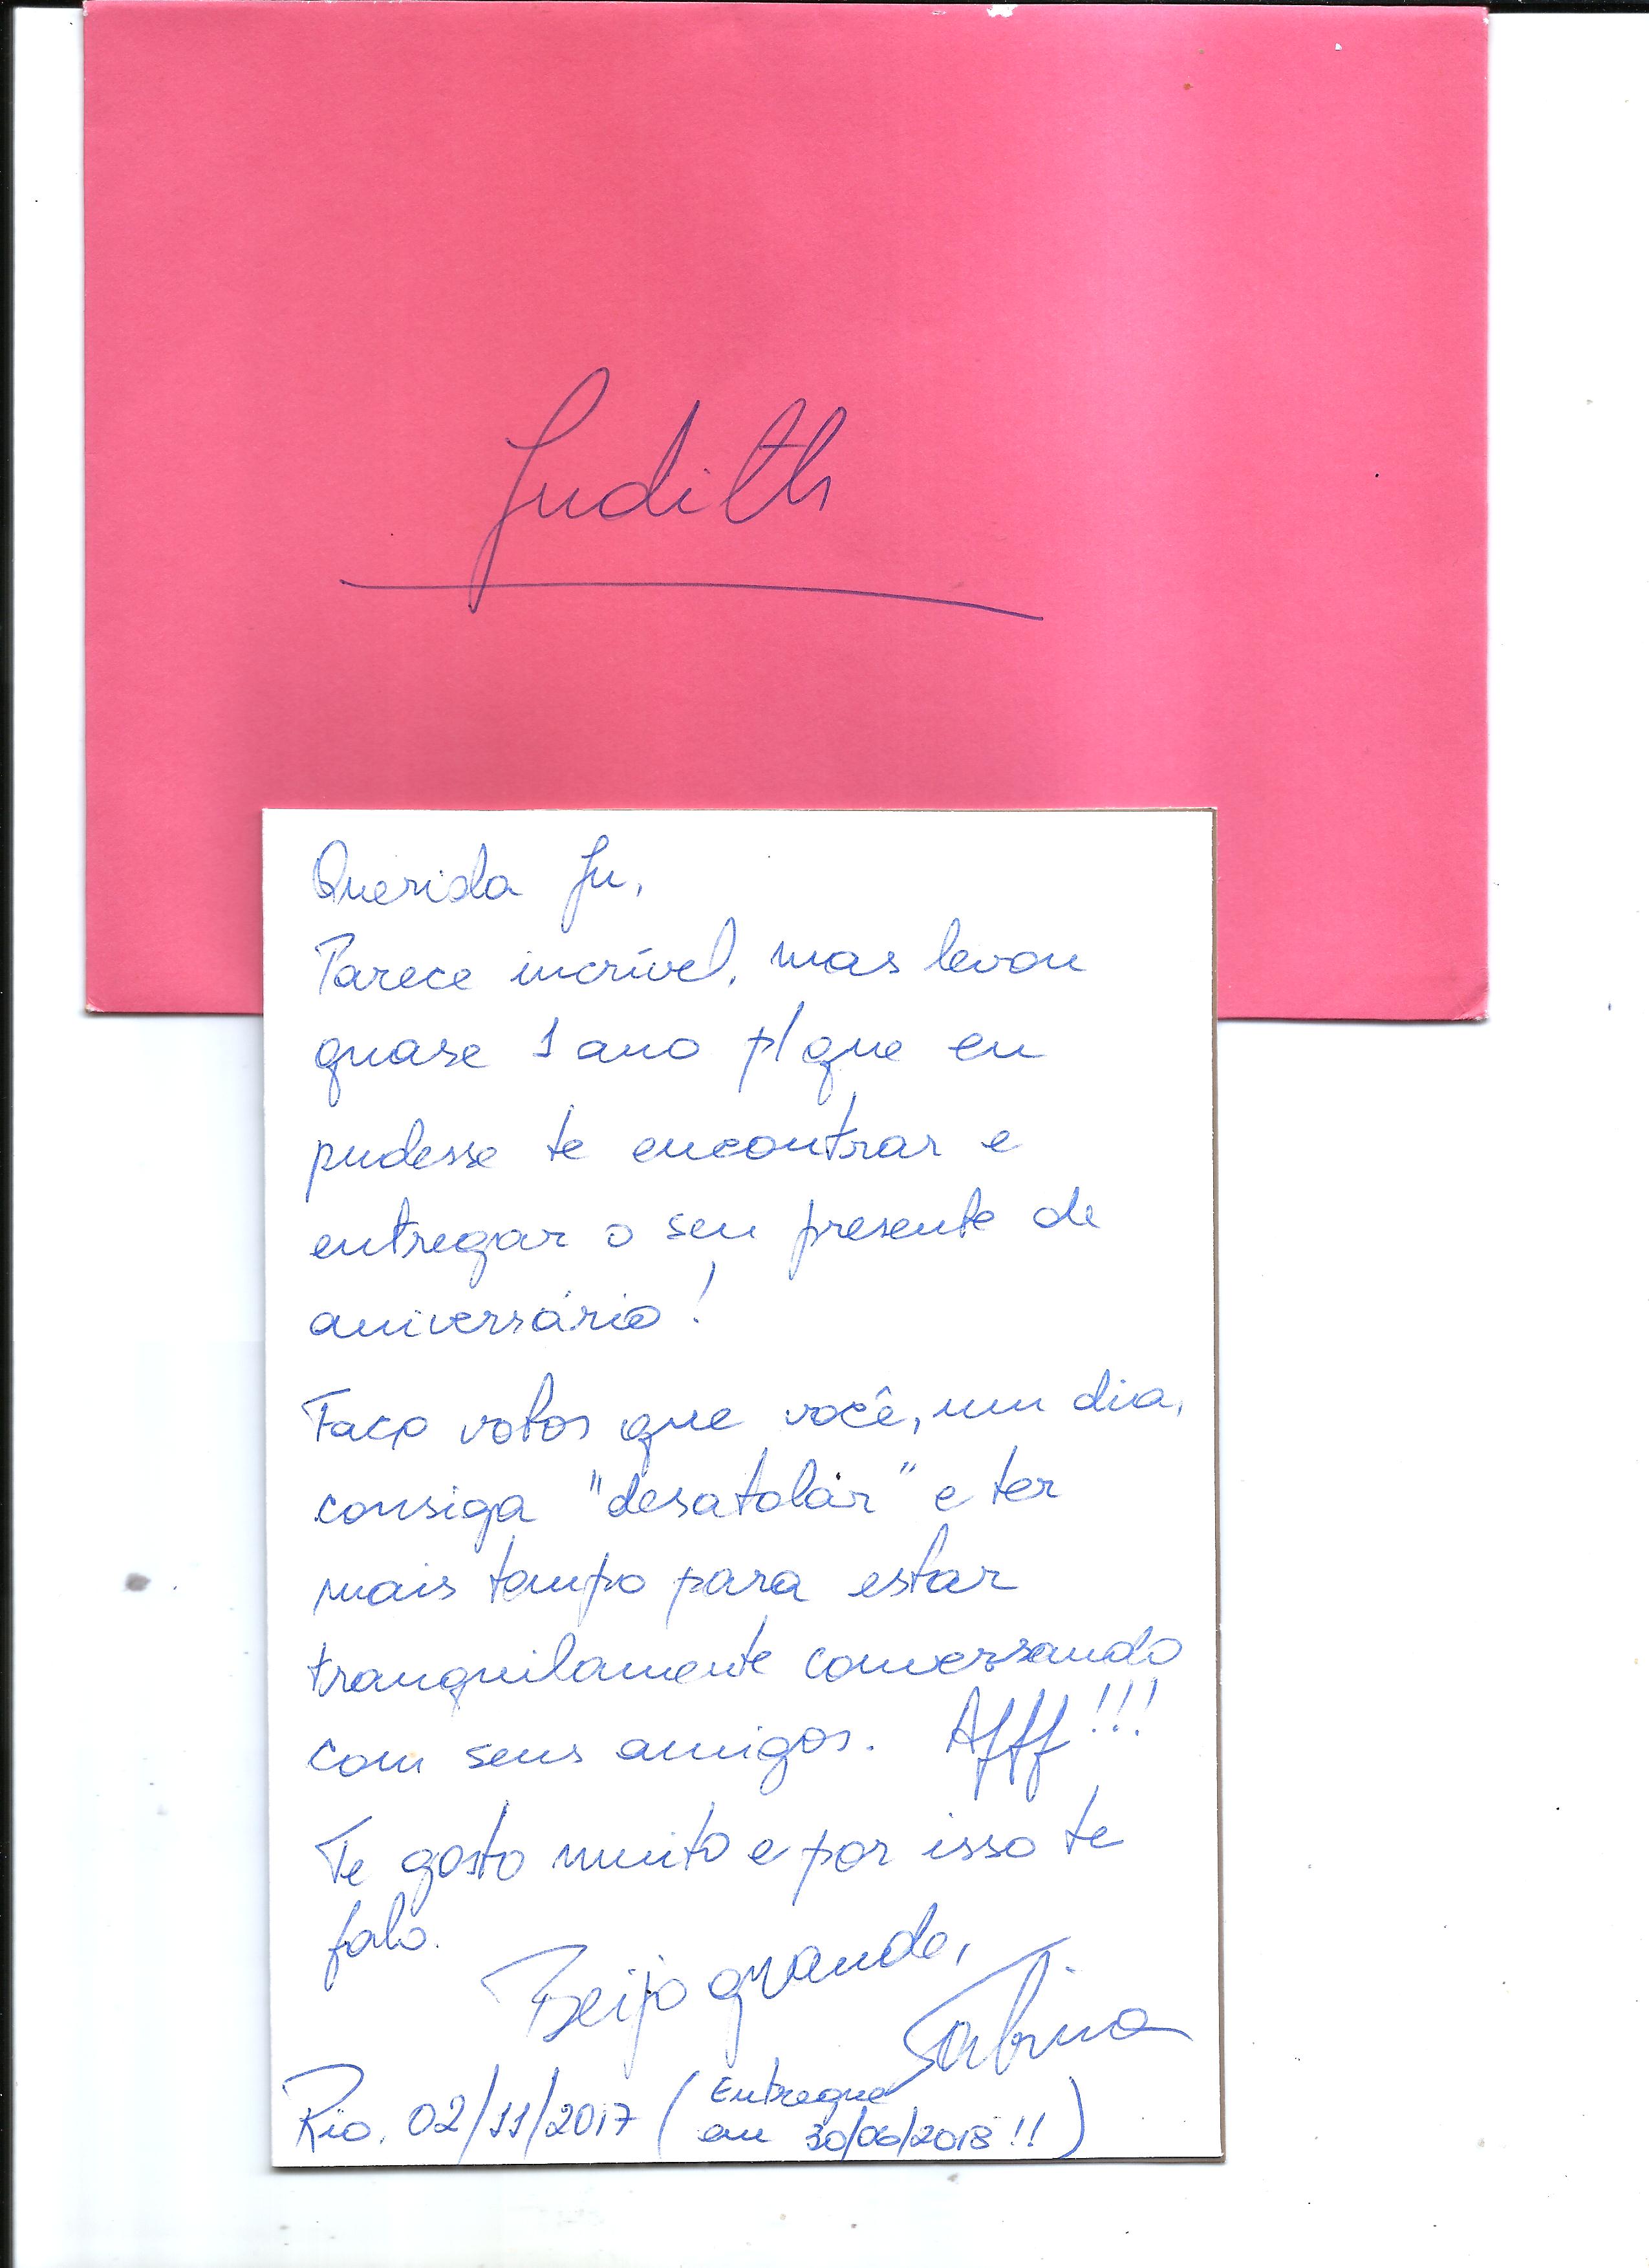 Judith
Querida Ju,
Parece incrível, mas levou
quase 1 ano p/ que eu
pudesse te encontrar e
entregar o seu presente de
aniversário!
Faço votos que você, um dia,
consiga "desatolar" e ter
mais tempo para estar
tranquilamente conversando
com seus amigos. Afff!!!
Te gosto muito e por isso te
falo.
Beijo grande,
Sabrina
Rio, 02/11/2017 (Entregue
em 30/06/2018!!)